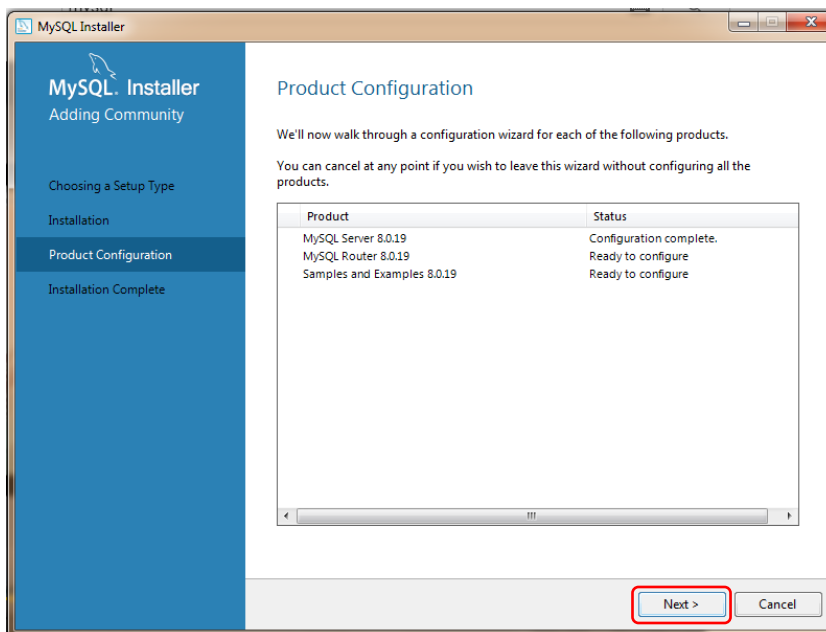 MySQL Installer
MySQL. Installer
Adding Community
Choosing a Setup Type
Installation
Product Configuration
Installation Complete
Product Configuration
We'll now walk through a configuration wizard for each of the following products.
You can cancel at any point if you wish to leave this wizard without configuring all the
products.
Product Status
MySQL Server 8.0.19 Configuration complete.
MySQL Router 8.0.19 Ready to configure
Samples and Examples 8.0.19 Ready to configure
Next > Cancel